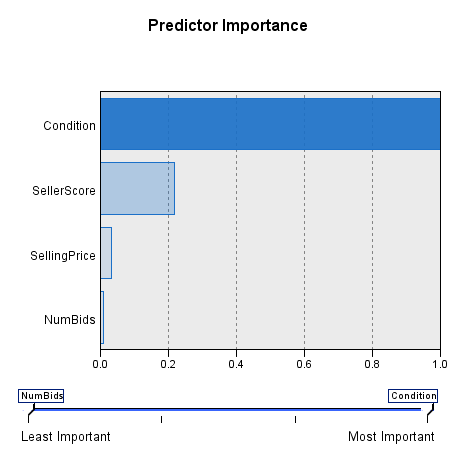 Predictor Importance
Condition
SellerScore
SellingPrice
NumBids
0.0 0.2 0.4 0.6 0.8 1.0
NumBids Condition
Least Important Most Important